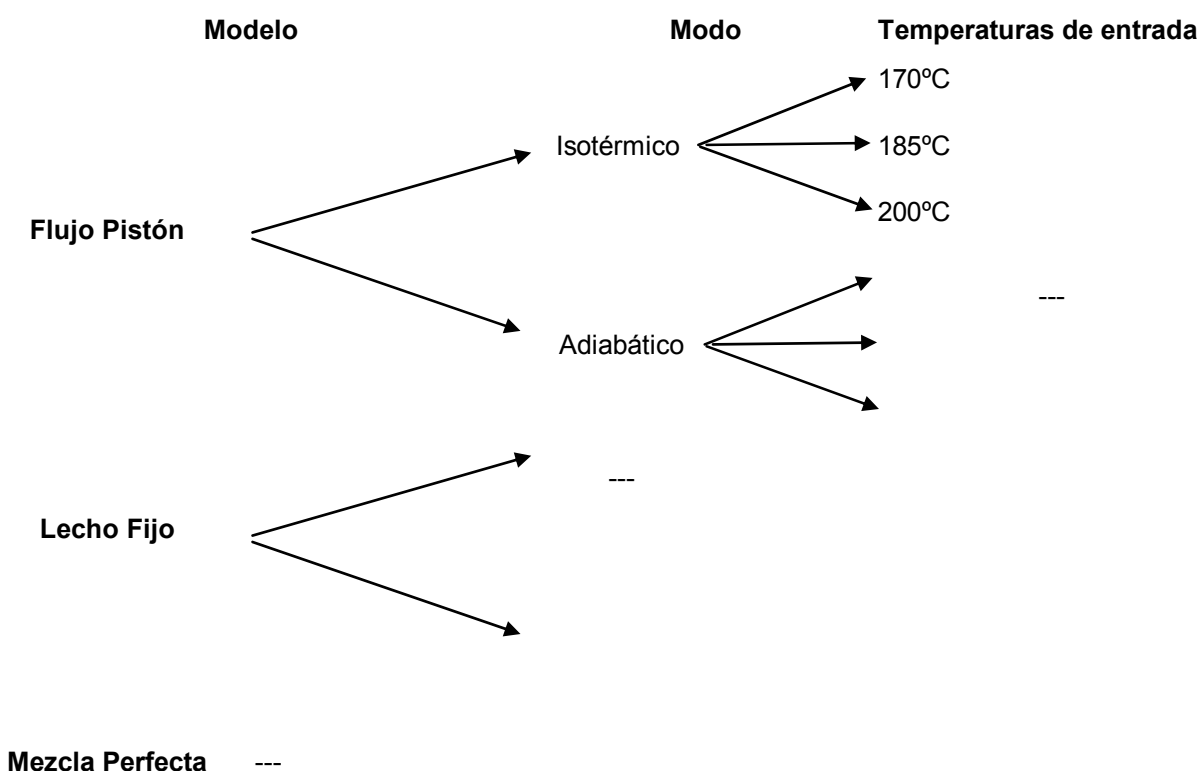 Modelo Modo Temperaturas de entrada
170ºC
Isotérmico 185ºC
200ºC
Flujo Pistón
---
Adiabático
---
Lecho Fijo
Mezcla Perfecta ---